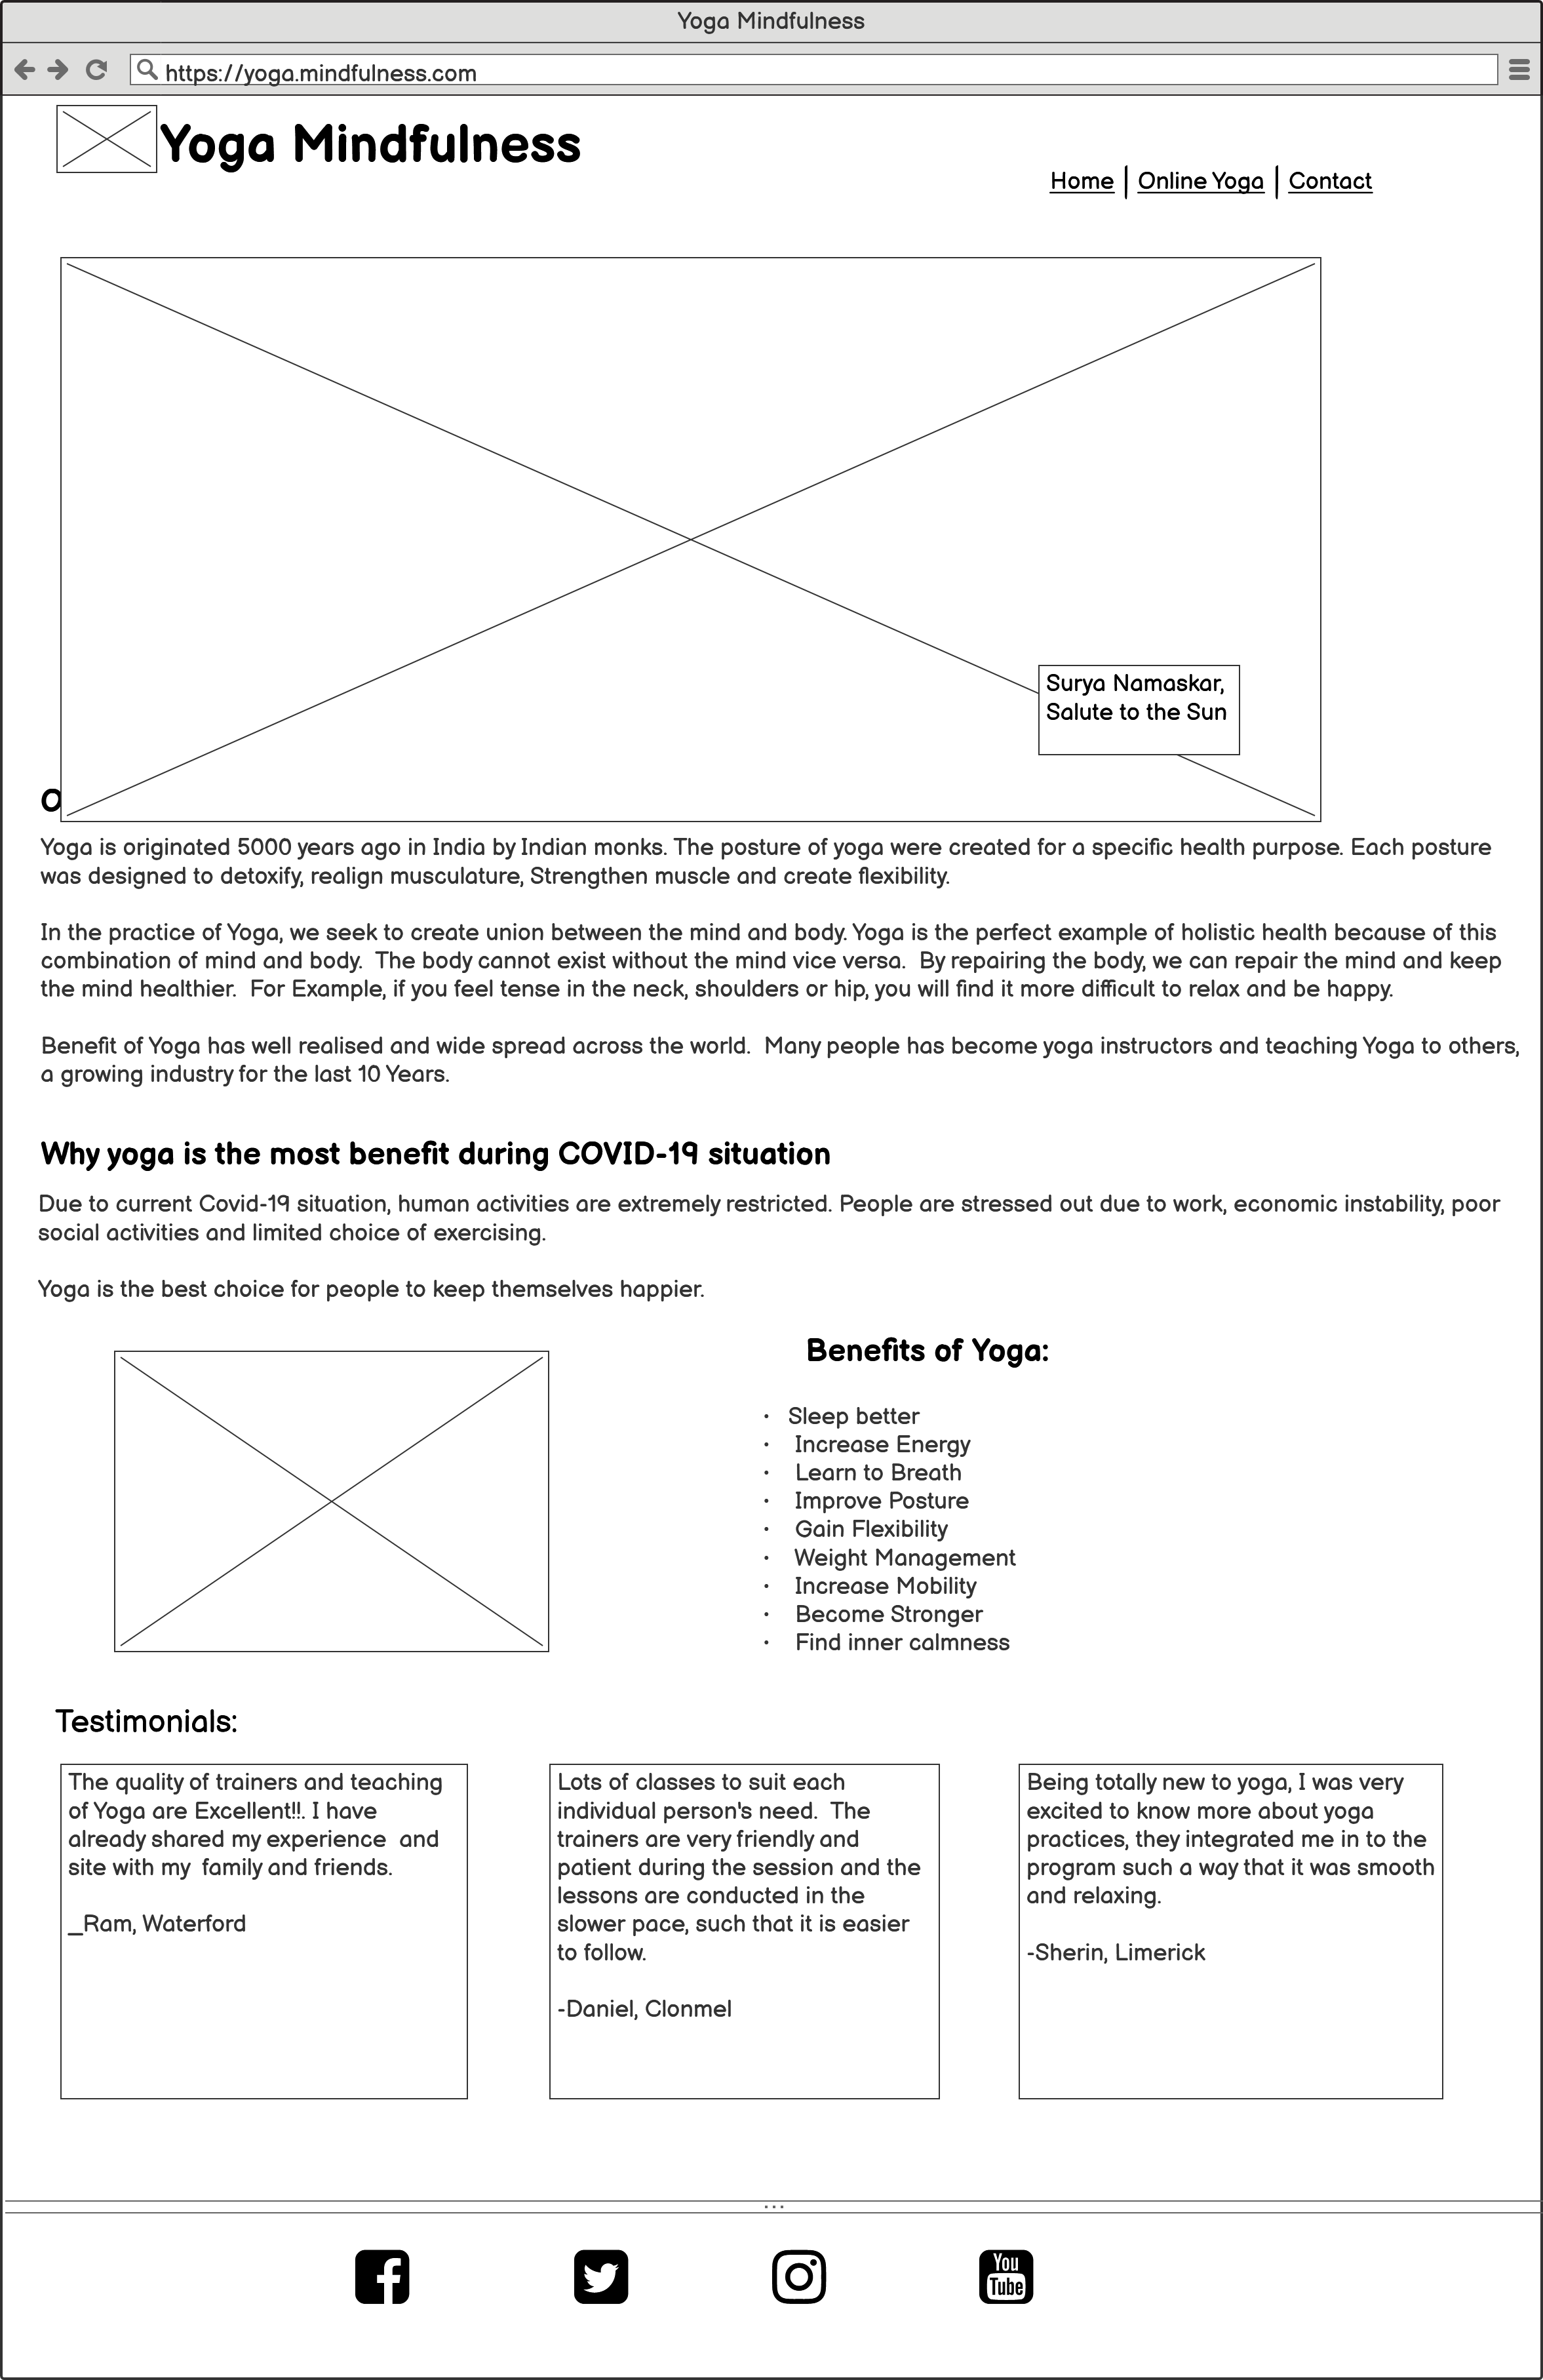 Yoga Mindfulness
https://yoga.mindfulness.com
Yoga Mindfulness
Home | Online Yoga | Contact
Surya Namaskar,
Salute to the Sun
Yoga is originated 5000 years ago in India by Indian monks. The posture of yoga were created for a specific health purpose. Each posture
was designed to detoxify, realign musculature, Strengthen muscle and create flexibility.
In the practice of Yoga, we seek to create union between the mind and body. Yoga is the perfect example of holistic health because of this
combination of mind and body.  The body cannot exist without the mind vice versa.  By repairing the body, we can repair the mind and keep
the mind healthier.  For Example, if you feel tense in the neck, shoulders or hip, you will find it more difficult to relax and be happy.
Benefit of Yoga has well realised and wide spread across the world.  Many people has become yoga instructors and teaching Yoga to others,
a growing industry for the last 10 Years.
Why yoga is the most benefit during COVID-19 situation
Due to current Covid-19 situation, human activities are extremely restricted. People are stressed out due to work, economic instability, poor
social activities and limited choice of exercising.
Yoga is the best choice for people to keep themselves happier.
Benefits of Yoga:
• Sleep better
• Increase Energy
• Learn to Breath
• Improve Posture
• Gain Flexibility
• Weight Management
• Increase Mobility
• Become Stronger
• Find inner calmness
Testimonials:
The quality of trainers and teaching
of Yoga are Excellent!!. I have
already shared my experience  and
site with my  family and friends.
_Ram, Waterford
Lots of classes to suit each
individual person's need.  The
trainers are very friendly and
patient during the session and the
lessons are conducted in the
slower pace, such that it is easier
to follow.
-Daniel, Clonmel
Being totally new to yoga, I was very
excited to know more about yoga
practices, they integrated me in to the
program such a way that it was smooth
and relaxing.
-Sherin, Limerick
You
Tube